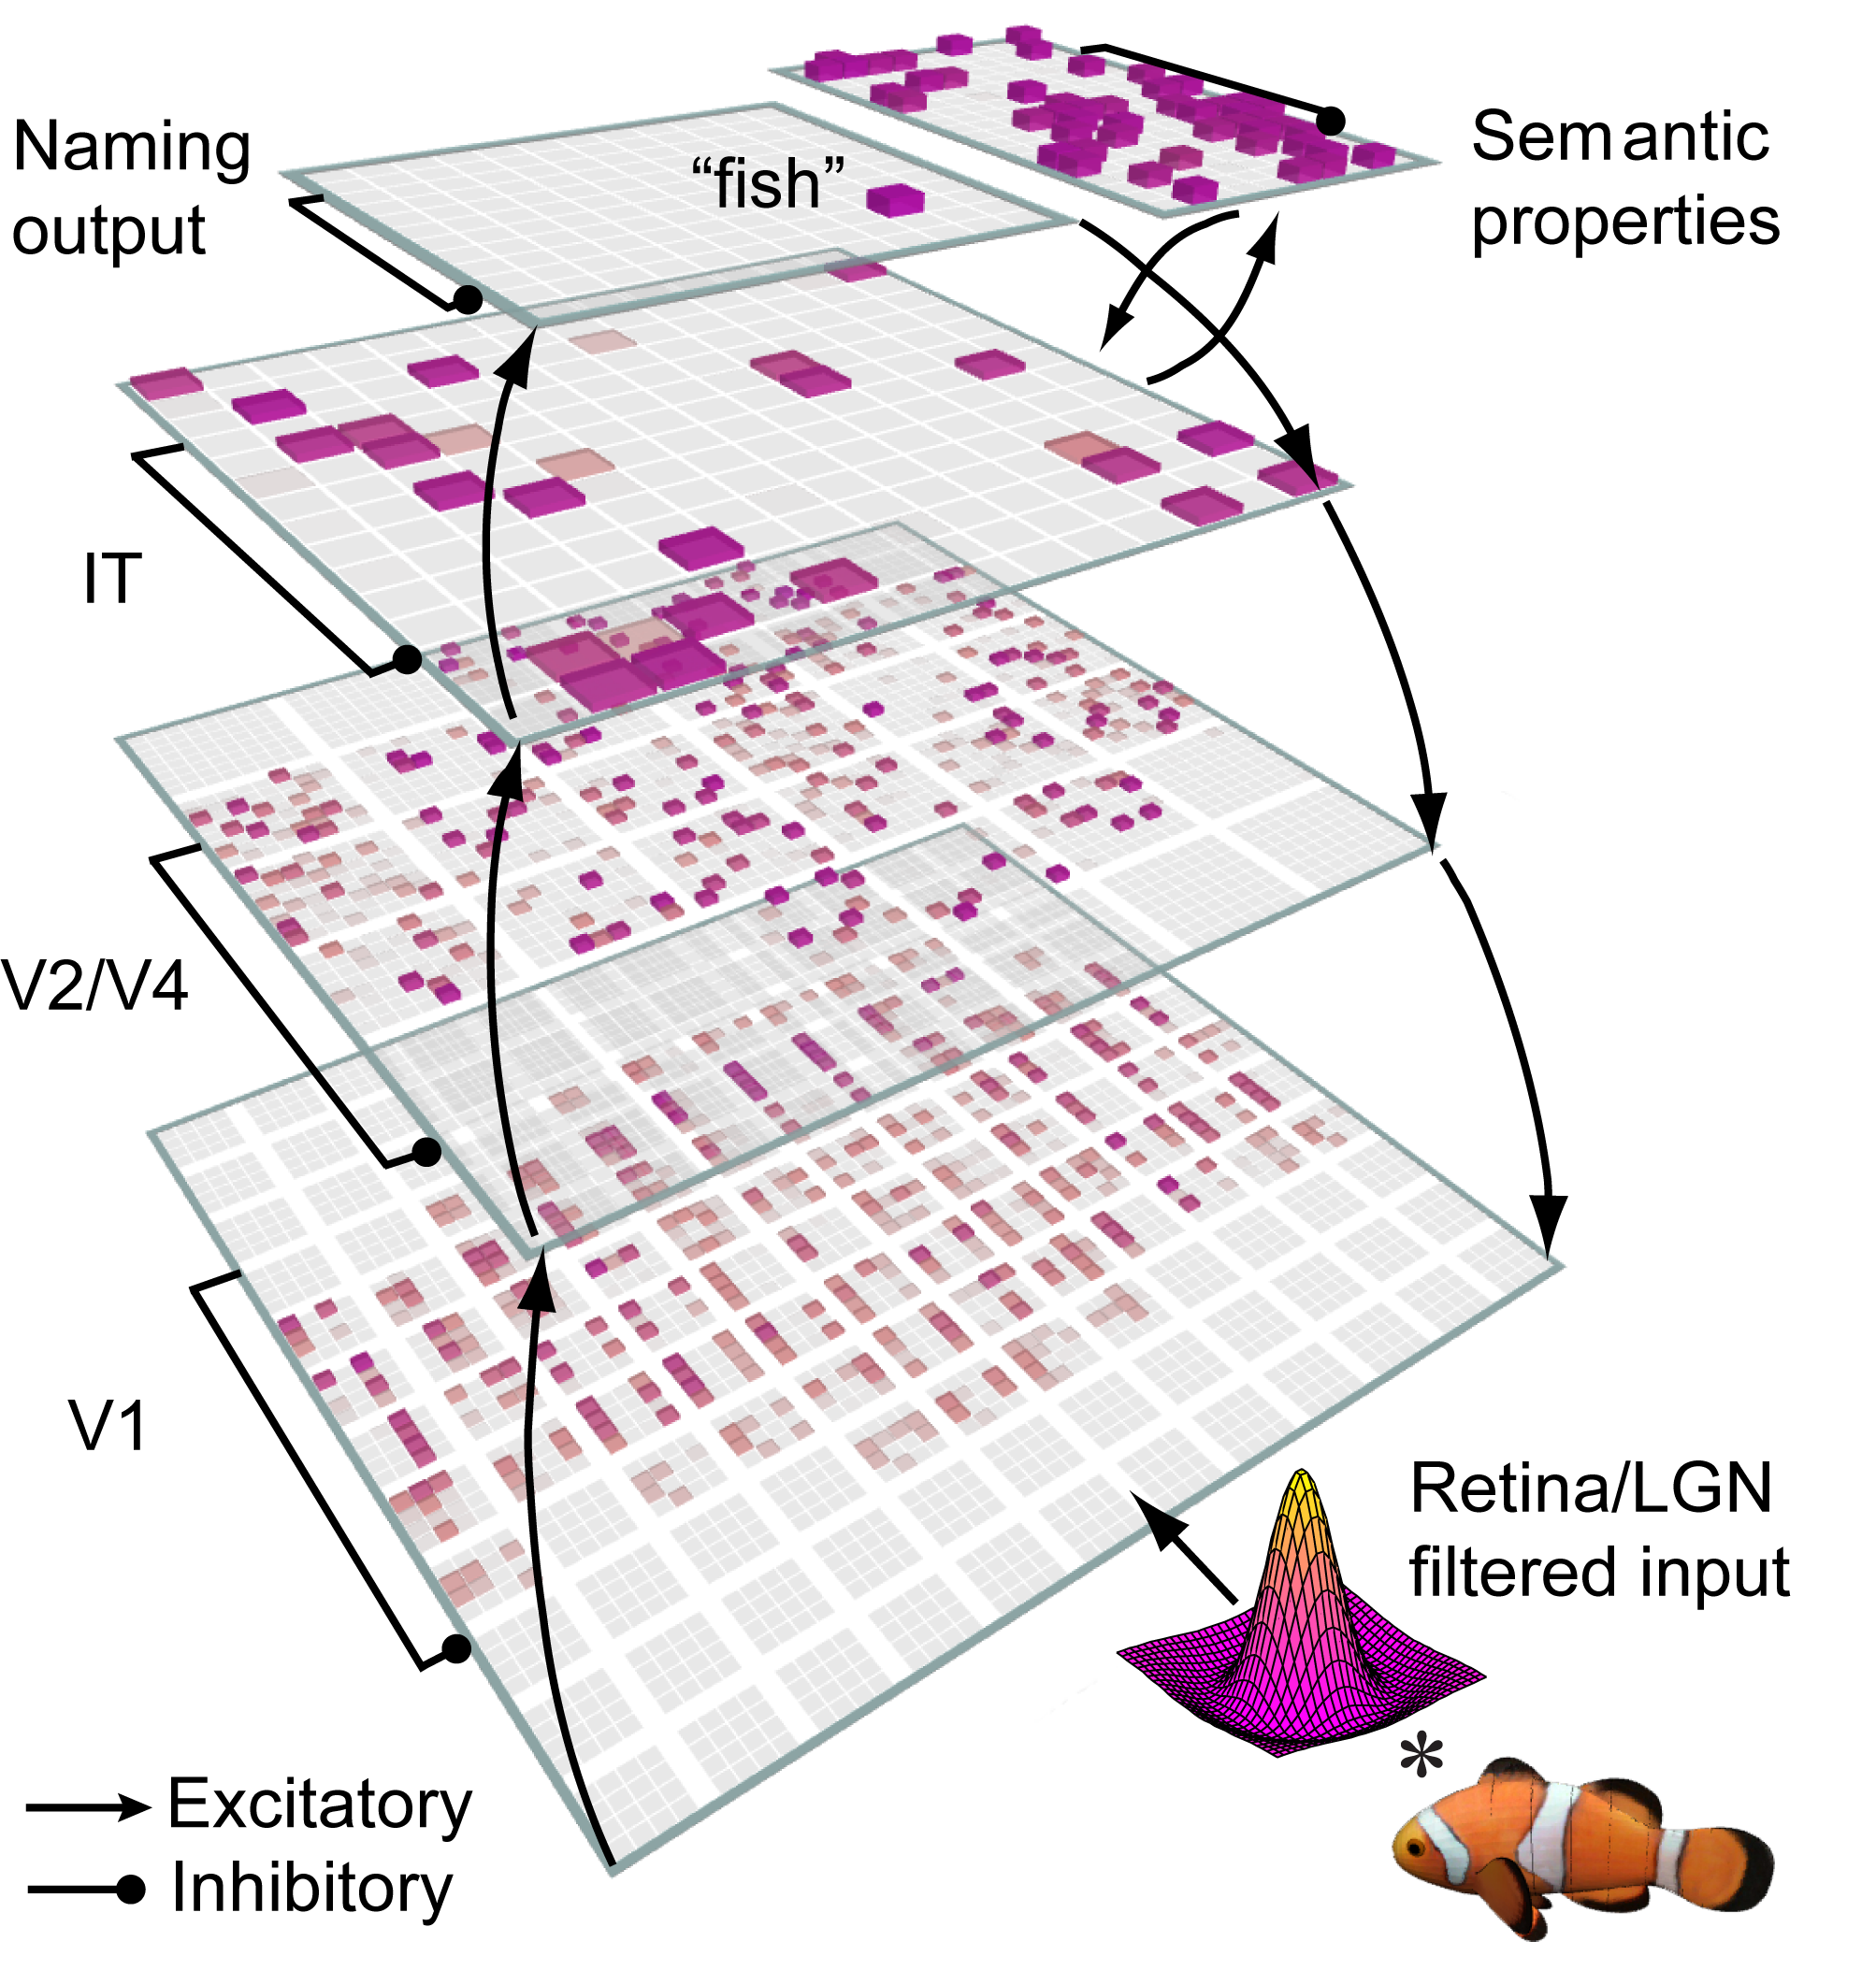 Naming
output
“fish”
Semantic
properties
IT
V2/V4
V1
Retina/LGN
filtered input
*
Excitatory
Inhibitory